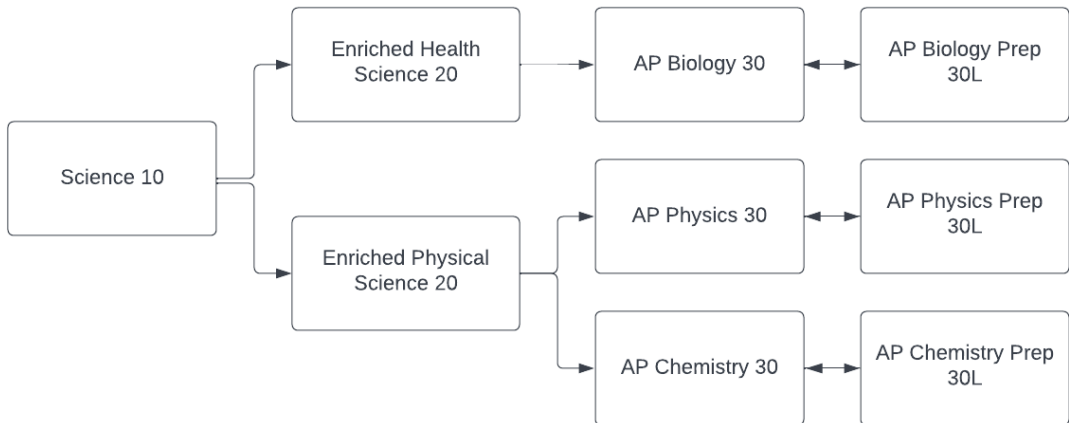 Enriched Health
Science 20
AP Biology 30
AP Biology Prep
30L
Science 10
AP Physics 30
AP Physics Prep
30L
Enriched Physical
Science 20
AP Chemistry 30
AP Chemistry Prep
30L